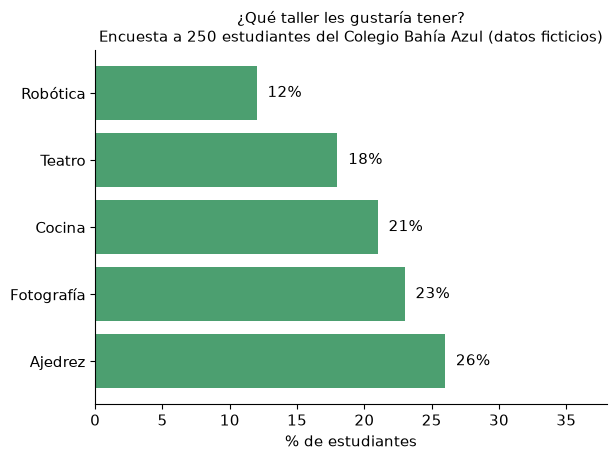 ¿Qué taller les gustaría tener?
Encuesta a 250 estudiantes del Colegio Bahía Azul (datos ficticios)
Robótica 12%
Teatro 18%
Cocina 21%
Fotografía 23%
Ajedrez 26%
0 5 10 15 20 25 30 35
% de estudiantes